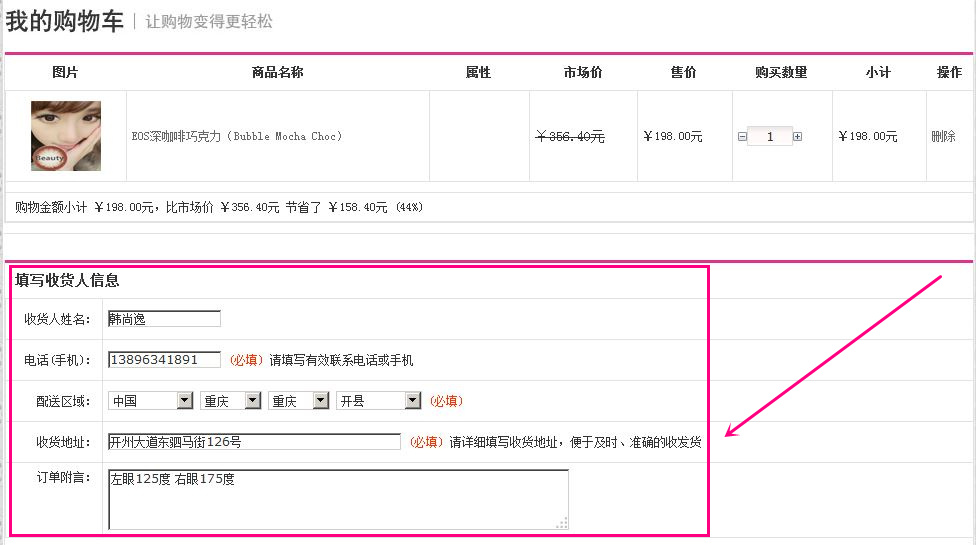 我的购物车 | 让购物变得更轻松
图片 商品名称 属性 市场价 售价 购买数量 小计 操作
Beauty
EOS深咖啡巧克力 (Bubble Mocha Choc) ￥356.40元 ￥198.00元 1 ￥198.00元 删除
购物金额小计 ￥198.00元, 比市场价 ￥356.40元 节省了 ￥158.40元 (44%)
填写收货人信息
收货人姓名: 韩尚逸
电话(手机): 13896341891 (必填) 请填写有效联系电话或手机
配送区域: 中国 重庆 重庆 开县 (必填)
收货地址: 开州大道东驷马街126号 (必填) 请详细填写收货地址, 便于及时、准确的收发货
订单附言: 左眼125度 右眼175度